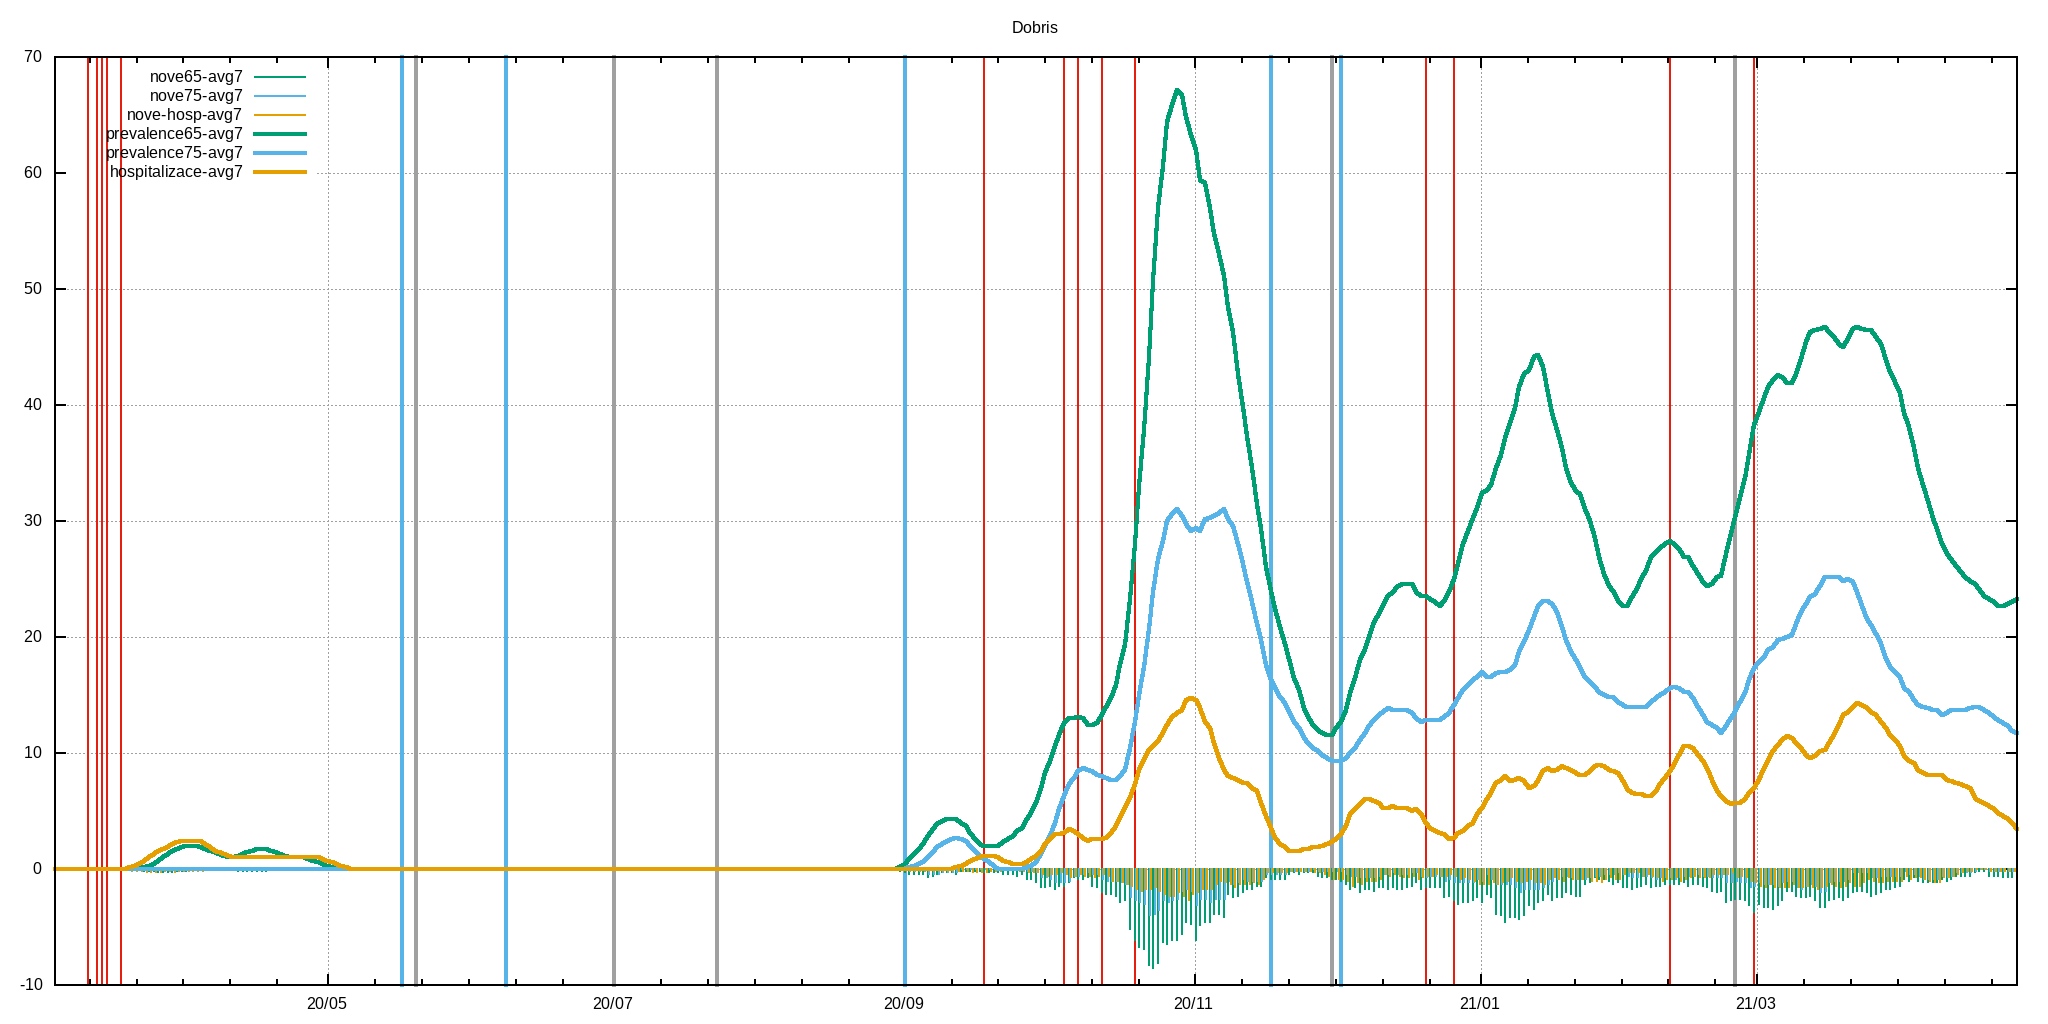 Dobris
70
nove65-avg7
nove75-avg7
nove-hosp-avg7
prevalence65-avg7
prevalence75-avg7
hospitalizace-avg7
60
50
40
30
20
10
0
-10
20/05 20/07 20/09 20/11 21/01 21/03